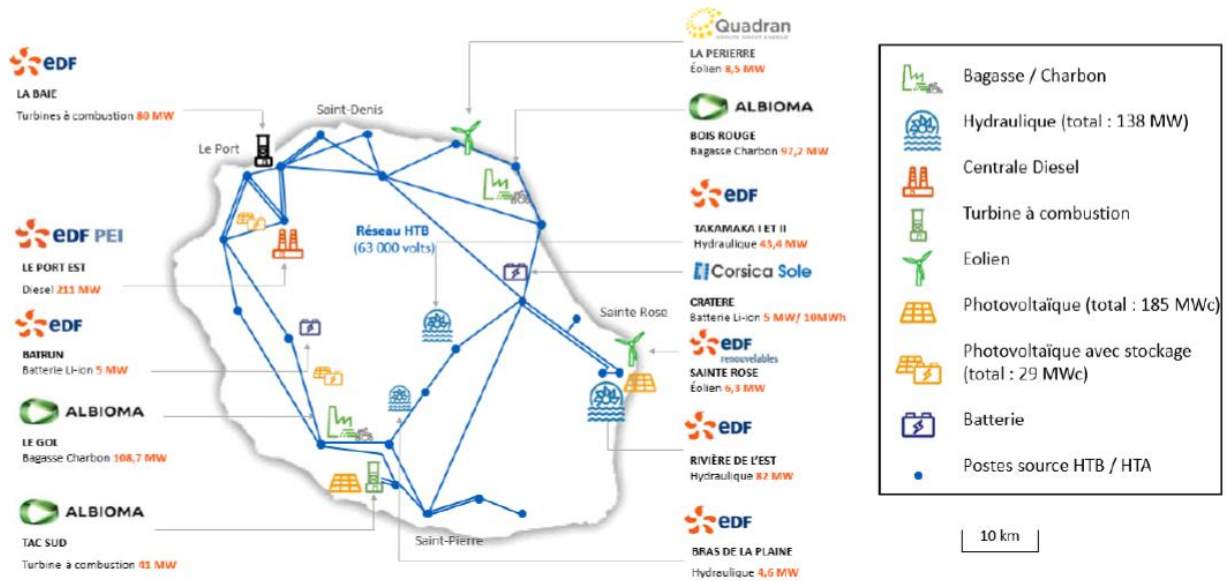 EDF
LA BAIE
Turbines à combustion 80 MW
EDF PEI
LE PORT EST
Diesel 211 MW
EDF
BATRUN
Batterie Li-ion 5 MW
ALBIOMA
LE GOL
Bagasse Charbon 108,7 MW
ALBIOMA
TAC SUD
Turbine à combustion 41 MW
Saint-Denis
Le Port
Réseau HTB
(63 000 volts)
Sainte Rose
Saint-Pierre
Quadran
LA PERIERRE
Éolien 8,5 MW
ALBIOMA
BOIS ROUGE
Bagasse Charbon 97,2 MW
EDF
TAKAMAKA I ET II
Hydraulique 45,4 MW
Corsica Sole
CRATERE
Batterie Li-ion 5 MW/ 10MWh
EDF
renouvelables
SAINTE ROSE
Éolien 6,3 MW
EDF
RIVIÈRE DE L'EST
Hydraulique 82 MW
EDF
BRAS DE LA PLAINE
Hydraulique 4,6 MW
Bagasse / Charbon
Hydraulique (total : 138 MW)
Centrale Diesel
Turbine à combustion
Eolien
Photovoltaïque (total : 185 MWc)
Photovoltaïque avec stockage
(total : 29 MWc)
Batterie
Postes source HTB / HTA
10 km